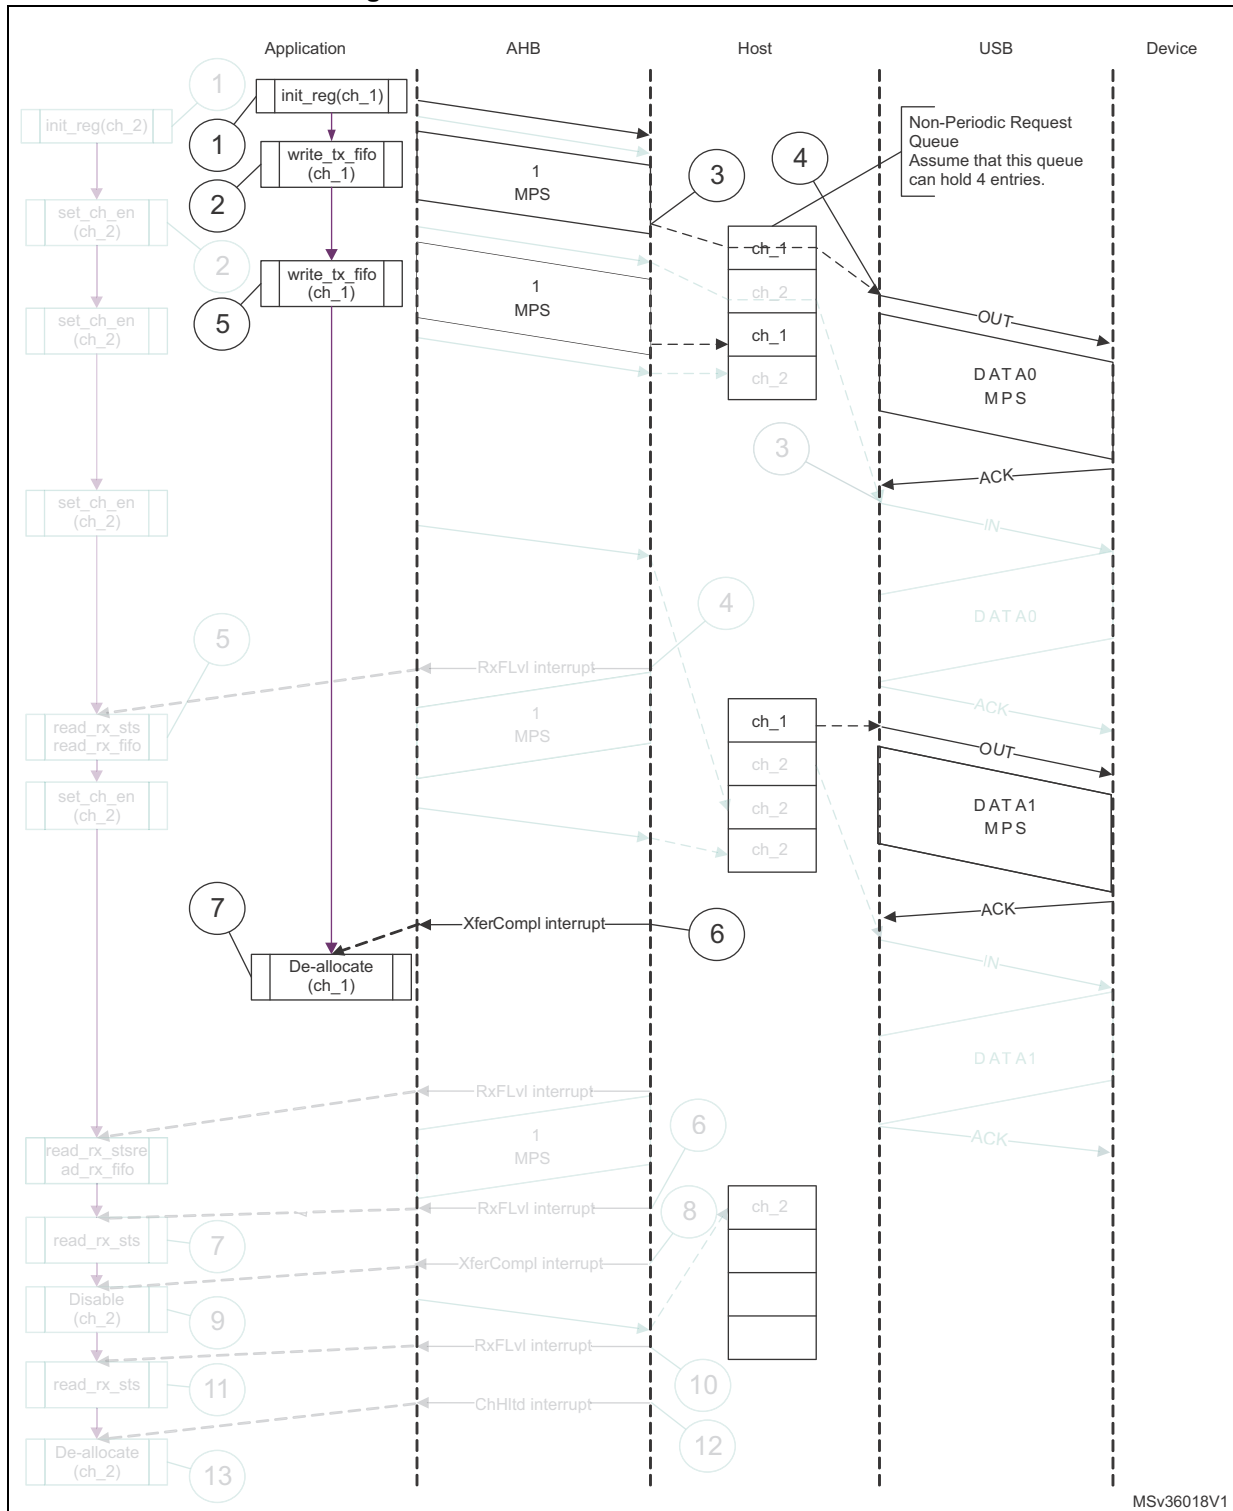 Application
AHB
Host
USB
Device
1
init_reg(ch_1)
init_reg(ch_2)
1
Non-Periodic Request
Queue
Assume that this queue
can hold 4 entries.
write_tx_fifo
(ch_1)
1
MPS
3
4
2
set_ch_en
(ch_2)
2
ch_1
write_tx_fifo
(ch_1)
1
MPS
ch_2
5
set_ch_en
(ch_2)
ch_1
OUT
ch_2
DATA0
MPS
3
ACK
set_ch_en
(ch_2)
IN
4
DATA0
5
RxFLvl interrupt
ACK
read_rx_sts
read_rx_fifo
1
MPS
ch_1
OUT
ch_2
set_ch_en
(ch_2)
ch_2
DATA1
MPS
ch_2
7
XferCompl interrupt
6
ACK
De-allocate
(ch_1)
IN
DATA1
RxFLvl interrupt
6
read_rx_stsre
ad_rx_fifo
1
MPS
ACK
RxFLvl interrupt
8
ch_2
read_rx_sts
7
XferCompl interrupt
Disable
(ch_2)
9
RxFLvl interrupt
read_rx_sts
11
10
ChHltd interrupt
12
De-allocate
(ch_2)
13
MSv36018V1